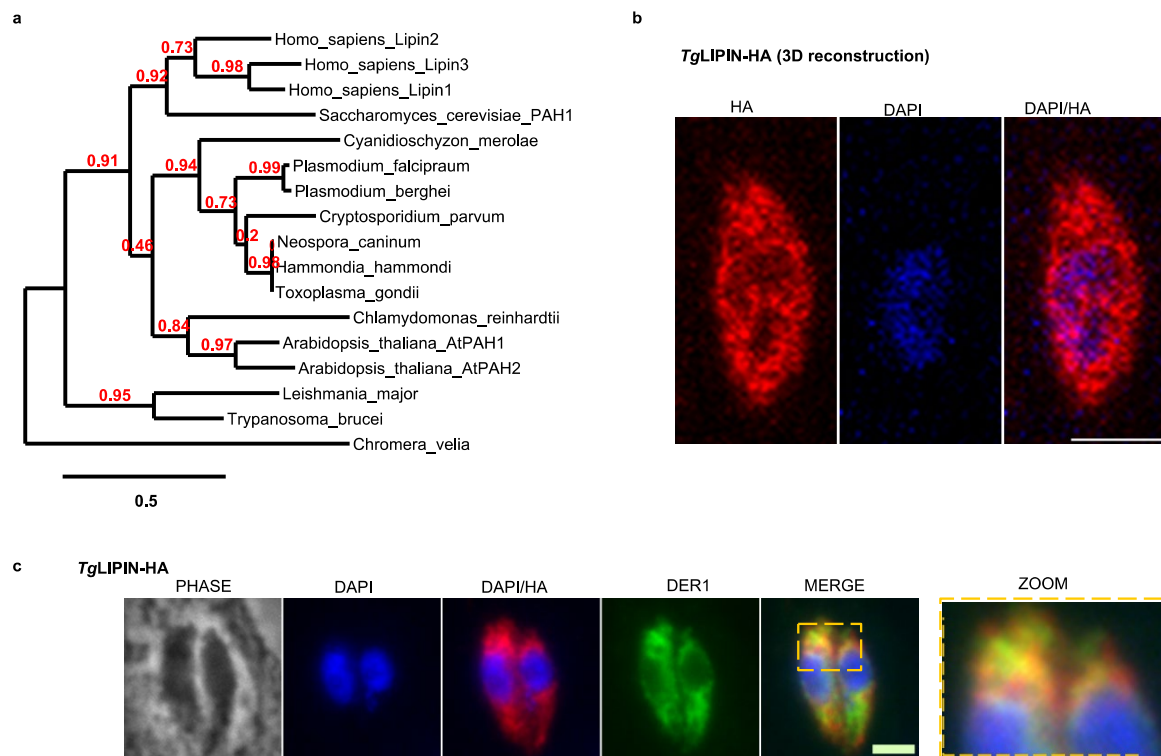 a
0.73
Homo_sapiens_Lipin2
0.98
Homo_sapiens_Lipin3
0.92
Homo_sapiens_Lipin1
Saccharomyces_cerevisiae_PAH1
Cyanidioschyzon_merolae
0.91
0.94
0.99
Plasmodium_falcipraum
Plasmodium_berghei
0.73
Cryptosporidium_parvum
0.46
0.2
Neospora_caninum
0.98
Hammondia_hammondi
Toxoplasma_gondii
0.84
Chlamydomonas_reinhardtii
0.97
Arabidopsis_thaliana_AtPAH1
Arabidopsis_thaliana_AtPAH2
0.95
Leishmania_major
Trypanosoma_brucei
Chromera_velia
0.5
b
TgLIPIN-HA (3D reconstruction)
HA DAPI DAPI/HA
c
TgLIPIN-HA
PHASE DAPI DAPI/HA DER1 MERGE ZOOM